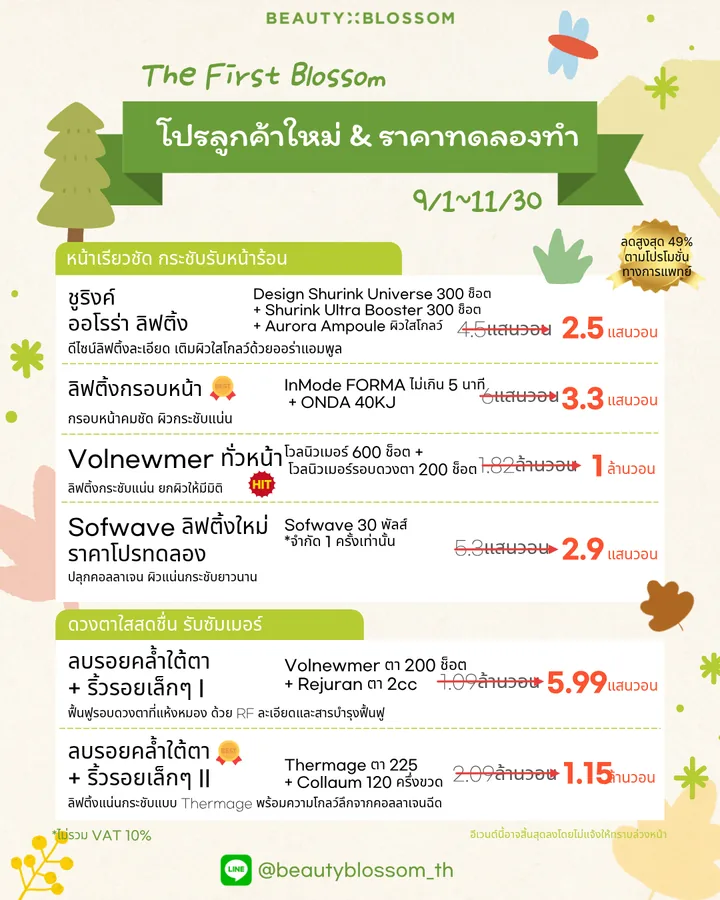 BEAUTY BLOSSOM
The First Blossom
โปรลูกค้าใหม่ & ราคาทดลองทำ
9/1~11/30
ลดสูงสุด 49%
ตามโปรโมชั่น
ทางการแพทย์
หน้าเรียวชัด กระชับรับหน้าร้อน
ชูริงค์
ออโรร่า ลิฟติ้ง
ดีไซน์ลิฟติ้งละเอียด เติมผิวใสโกลว์ด้วยออร่าแอมพูล
Design Shurink Universe 300 ช็อต
+ Shurink Ultra Booster 300 ช็อต
+ Aurora Ampoule ผิวใสโกลว์
4.5แสนวอน 2.5 แสนวอน
ลิฟติ้งกรอบหน้า BEST
กรอบหน้าคมชัด ผิวกระชับแน่น
InMode FORMA ไม่เกิน 5 นาที
+ ONDA 40KJ
6แสนวอน 3.3 แสนวอน
Volnewmer ทั่วหน้า
ลิฟติ้งกระชับแน่น ยกผิวให้มีมิติ HIT
โวลนิวเมอร์ 600 ช็อต +
โวลนิวเมอร์รอบดวงตา 200 ช็อต
1.82ล้านวอน 1 ล้านวอน
Sofwave ลิฟติ้งใหม่
ราคาโปรทดลอง
ปลุกคอลลาเจน ผิวแน่นกระชับยาวนาน
Sofwave 30 พัลส์
*จำกัด 1 ครั้งเท่านั้น
5.3แสนวอน 2.9 แสนวอน
ดวงตาใสสดชื่น รับซัมเมอร์
ลบรอยคล้ำใต้ตา
+ ริ้วรอยเล็กๆ I
ฟื้นฟูรอบดวงตาที่แห้งหมอง ด้วย RF ละเอียดและสารบำรุงฟื้นฟู
Volnewmer ตา 200 ช็อต
+ Rejuran ตา 2cc
1.09ล้านวอน 5.99 แสนวอน
ลบรอยคล้ำใต้ตา BEST
+ ริ้วรอยเล็กๆ II
ลิฟติ้งแน่นกระชับแบบ Thermage พร้อมความโกลว์ลึกจากคอลลาเจนฉีด
Thermage ตา 225
+ Collaum 120 ครึ่งขวด
2.09ล้านวอน 1.15 ล้านวอน
*ไม่รวม VAT 10%
อีเวนต์นี้อาจสิ้นสุดลงโดยไม่แจ้งให้ทราบล่วงหน้า
LINE @beautyblossom_th